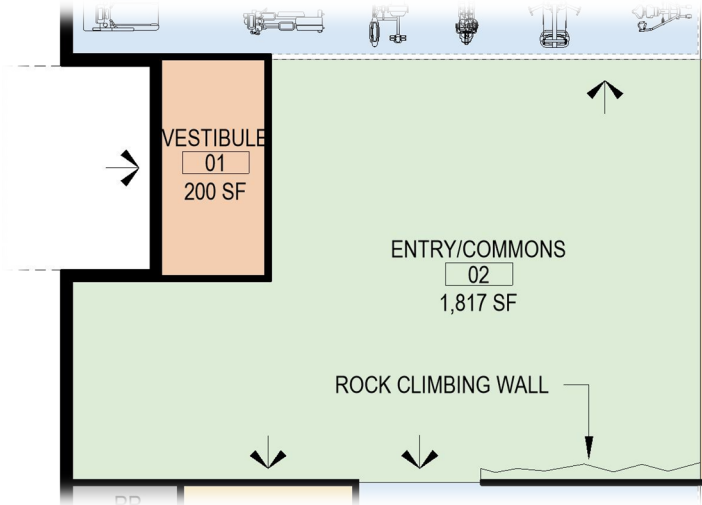 VESTIBULE
01
200 SF
ENTRY/COMMONS
02
1,817 SF
ROCK CLIMBING WALL